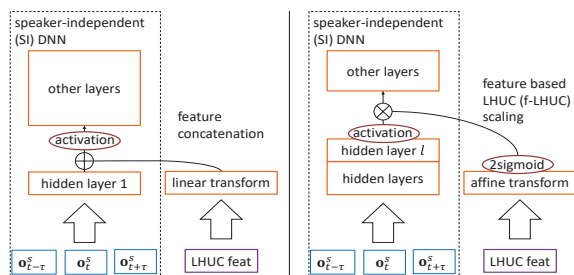 speaker-independent
(SI) DNN
other layers
activation
feature
concatenation
hidden layer 1
linear transform
o^s_{t-τ}
o^s_t
o^s_{t+τ}
LHUC feat
speaker-independent
(SI) DNN
other layers
feature based
LHUC (f-LHUC)
scaling
activation
hidden layer l
2sigmoid
hidden layers
affine transform
o^s_{t-τ}
o^s_t
o^s_{t+τ}
LHUC feat